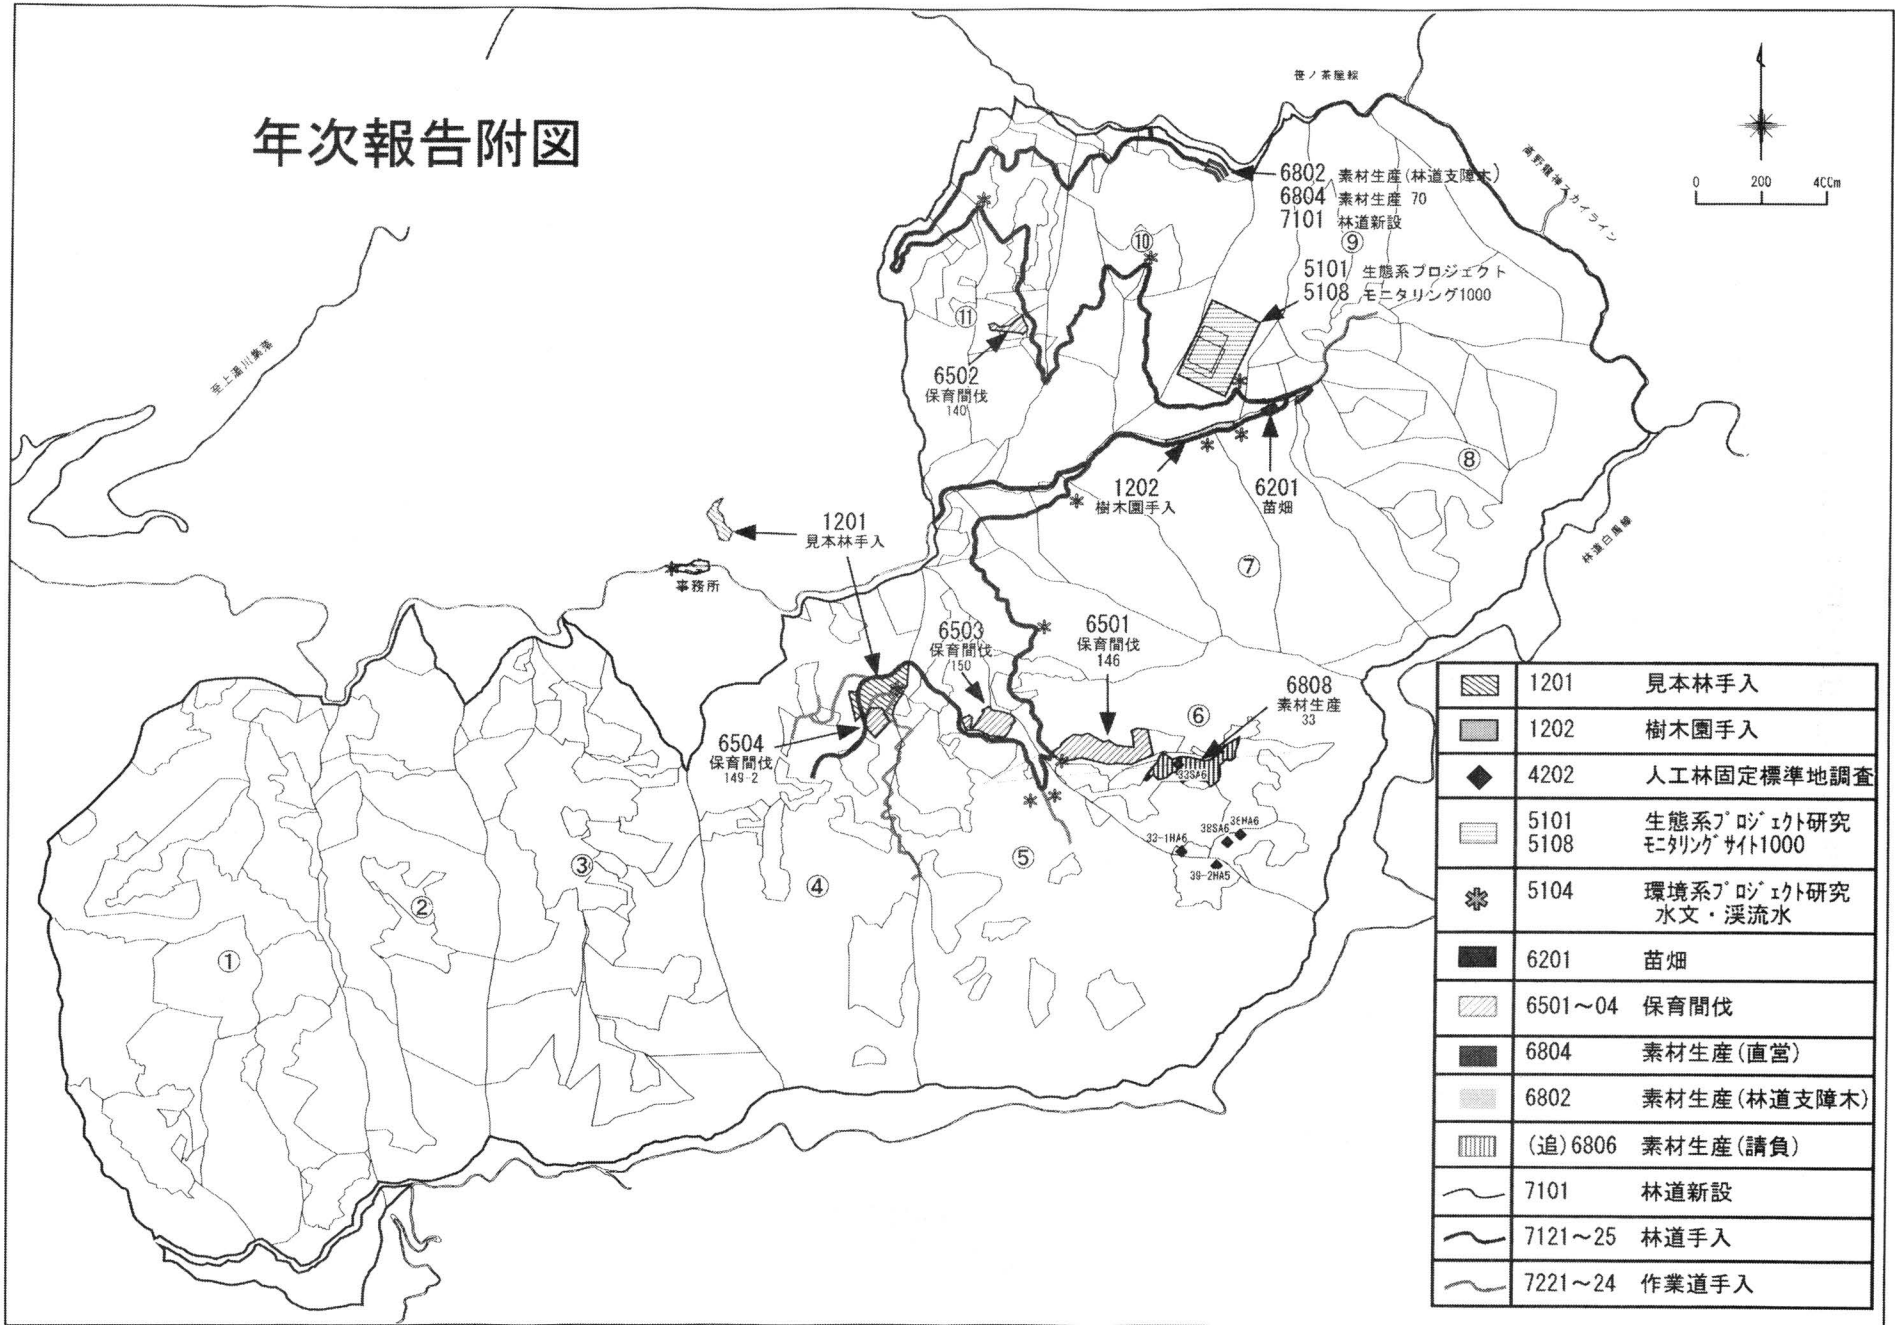 年次報告附図
笹ノ茶屋線
高野龍神スカイライン
0 200 400m
6802 素材生産(林道支障木)
6804 素材生産 70
7101 林道新設
⑨
⑩
5101 生態系プロジェクト
5108 モニタリング1000
⑪
6502
保育間伐
140
至上湯川集落
⑧
1202
樹木園手入
6201
苗畑
1201
見本林手入
林道白馬線
⑦
事務所
6503
保育間伐
150
6501
保育間伐
146
6808
素材生産
33
⑥
6504
保育間伐
149-2
33SA6
33-1HA6
38SA6
38HA6
39-2HA5
⑤
④
③
②
①
1201 見本林手入
1202 樹木園手入
4202 人工林固定標準地調査
5101 生態系プロジェクト研究
5108 モニタリングサイト1000
5104 環境系プロジェクト研究
水文・渓流水
6201 苗畑
6501～04 保育間伐
6804 素材生産(直営)
6802 素材生産(林道支障木)
(追)6806 素材生産(請負)
7101 林道新設
7121～25 林道手入
7221～24 作業道手入